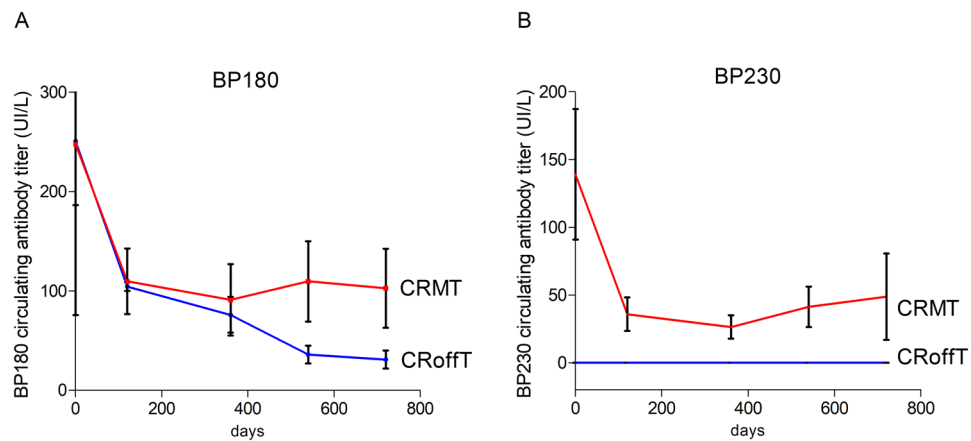 A
BP180
BP180 circulating antibody titer (UI/L)
300
200
100
0
CRMT
CRoffT
0 200 400 600 800
days
B
BP230
BP230 circulating antibody titer (UI/L)
200
150
100
50
0
CRMT
CRoffT
0 200 400 600 800
days